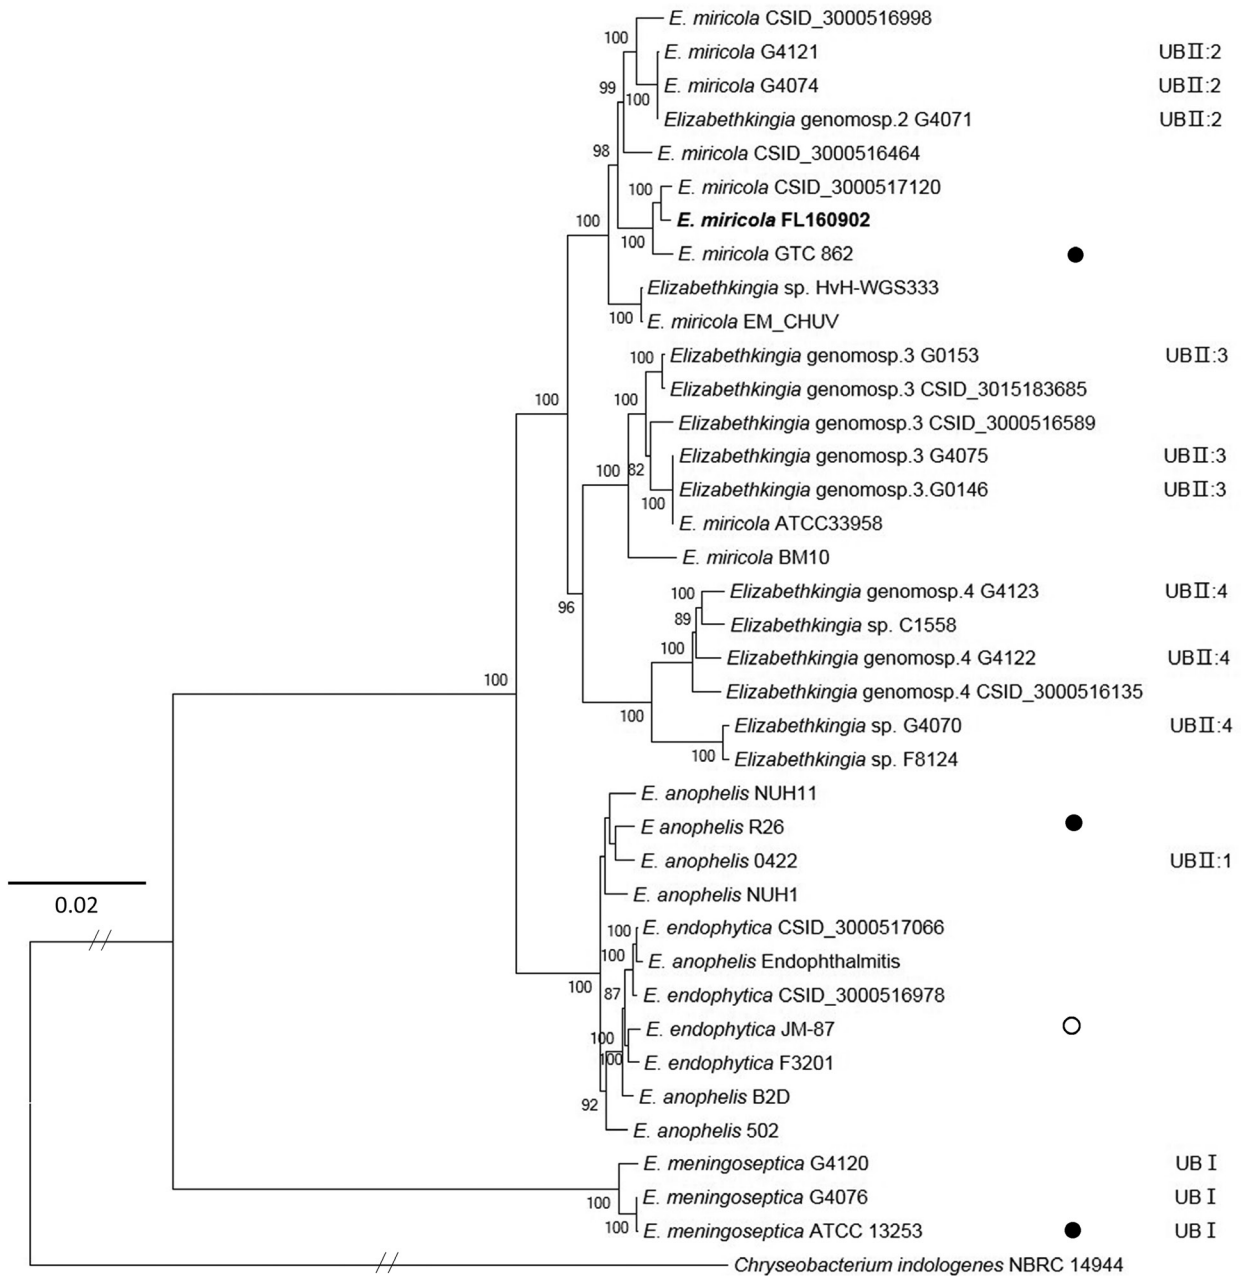 E. miricola CSID_3000516998
100
E. miricola G4121 UBⅡ:2
99
E. miricola G4074 UBⅡ:2
100
Elizabethkingia genomosp.2 G4071 UBⅡ:2
98
E. miricola CSID_3000516464
100
E. miricola CSID_3000517120
100
E. miricola FL160902
100
E. miricola GTC 862
Elizabethkingia sp. HvH-WGS333
100
E. miricola EM_CHUV
100
Elizabethkingia genomosp.3 G0153 UBⅡ:3
Elizabethkingia genomosp.3 CSID_3015183685
100
100
Elizabethkingia genomosp.3 CSID_3000516589
Elizabethkingia genomosp.3 G4075 UBⅡ:3
100
82
Elizabethkingia genomosp.3.G0146 UBⅡ:3
100
E. miricola ATCC33958
E. miricola BM10
100
Elizabethkingia genomosp.4 G4123 UBⅡ:4
96
89
Elizabethkingia sp. C1558
100
Elizabethkingia genomosp.4 G4122 UBⅡ:4
100
Elizabethkingia genomosp.4 CSID_3000516135
100
Elizabethkingia sp. G4070 UBⅡ:4
100
Elizabethkingia sp. F8124
E. anophelis NUH11
E anophelis R26
E. anophelis 0422 UBⅡ:1
E. anophelis NUH1
0.02
100
E. endophytica CSID_3000517066
100
E. anophelis Endophthalmitis
100
87
E. endophytica CSID_3000516978
E. endophytica JM-87
100
100
E. endophytica F3201
E. anophelis B2D
92
E. anophelis 502
E. meningoseptica G4120 UBⅠ
100
E. meningoseptica G4076 UBⅠ
100
E. meningoseptica ATCC 13253 UBⅠ
Chryseobacterium indologenes NBRC 14944